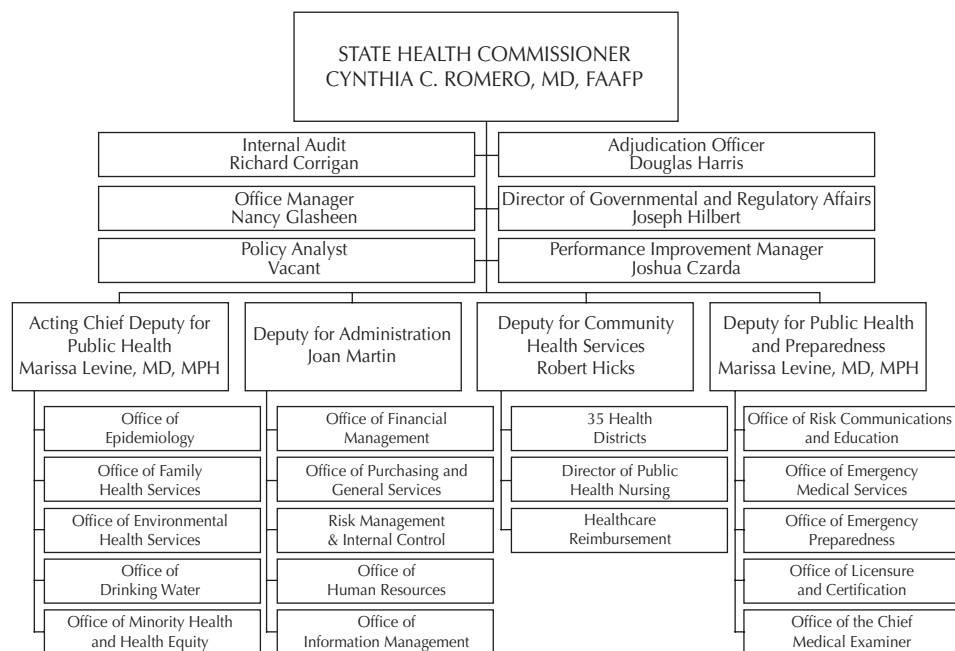 STATE HEALTH COMMISSIONER
CYNTHIA C. ROMERO, MD, FAAFP
Internal Audit
Richard Corrigan
Adjudication Officer
Douglas Harris
Office Manager
Nancy Glasheen
Director of Governmental and Regulatory Affairs
Joseph Hilbert
Policy Analyst
Vacant
Performance Improvement Manager
Joshua Czarda
Acting Chief Deputy for
Public Health
Marissa Levine, MD, MPH
Deputy for Administration
Joan Martin
Deputy for Community
Health Services
Robert Hicks
Deputy for Public Health
and Preparedness
Marissa Levine, MD, MPH
Office of
Epidemiology
Office of Family
Health Services
Office of Environmental
Health Services
Office of
Drinking Water
Office of Minority Health
and Health Equity
Office of Financial
Management
Office of Purchasing and
General Services
Risk Management
& Internal Control
Office of
Human Resources
Office of
Information Management
35 Health
Districts
Director of Public
Health Nursing
Healthcare
Reimbursement
Office of Risk Communications
and Education
Office of Emergency
Medical Services
Office of Emergency
Preparedness
Office of Licensure
and Certification
Office of the Chief
Medical Examiner